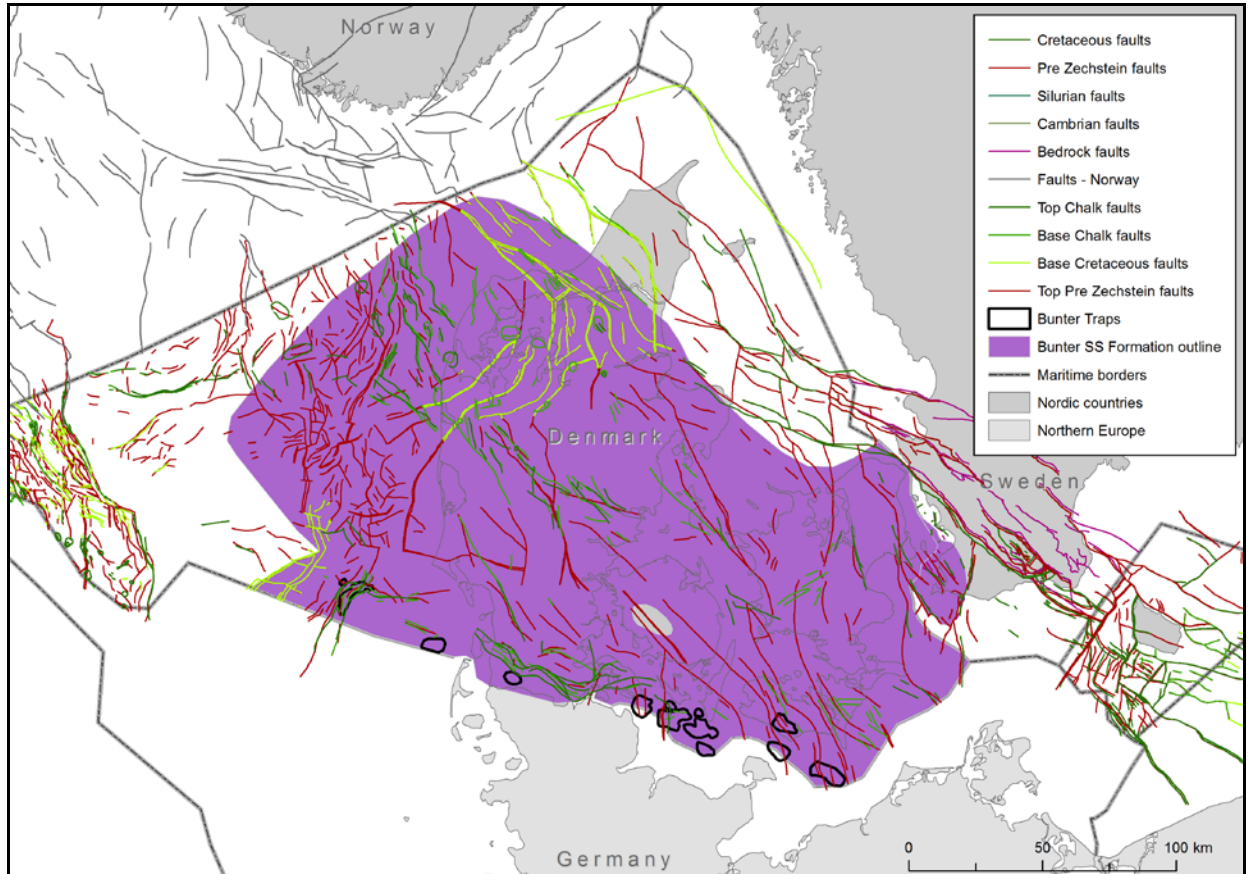 Norway
Cretaceous faults
Pre Zechstein faults
Silurian faults
Cambrian faults
Bedrock faults
Faults - Norway
Top Chalk faults
Base Chalk faults
Base Cretaceous faults
Top Pre Zechstein faults
Bunter Traps
Bunter SS Formation outline
Maritime borders
Nordic countries
Northern Europe
Denmark
Sweden
Germany
0 50 100 km